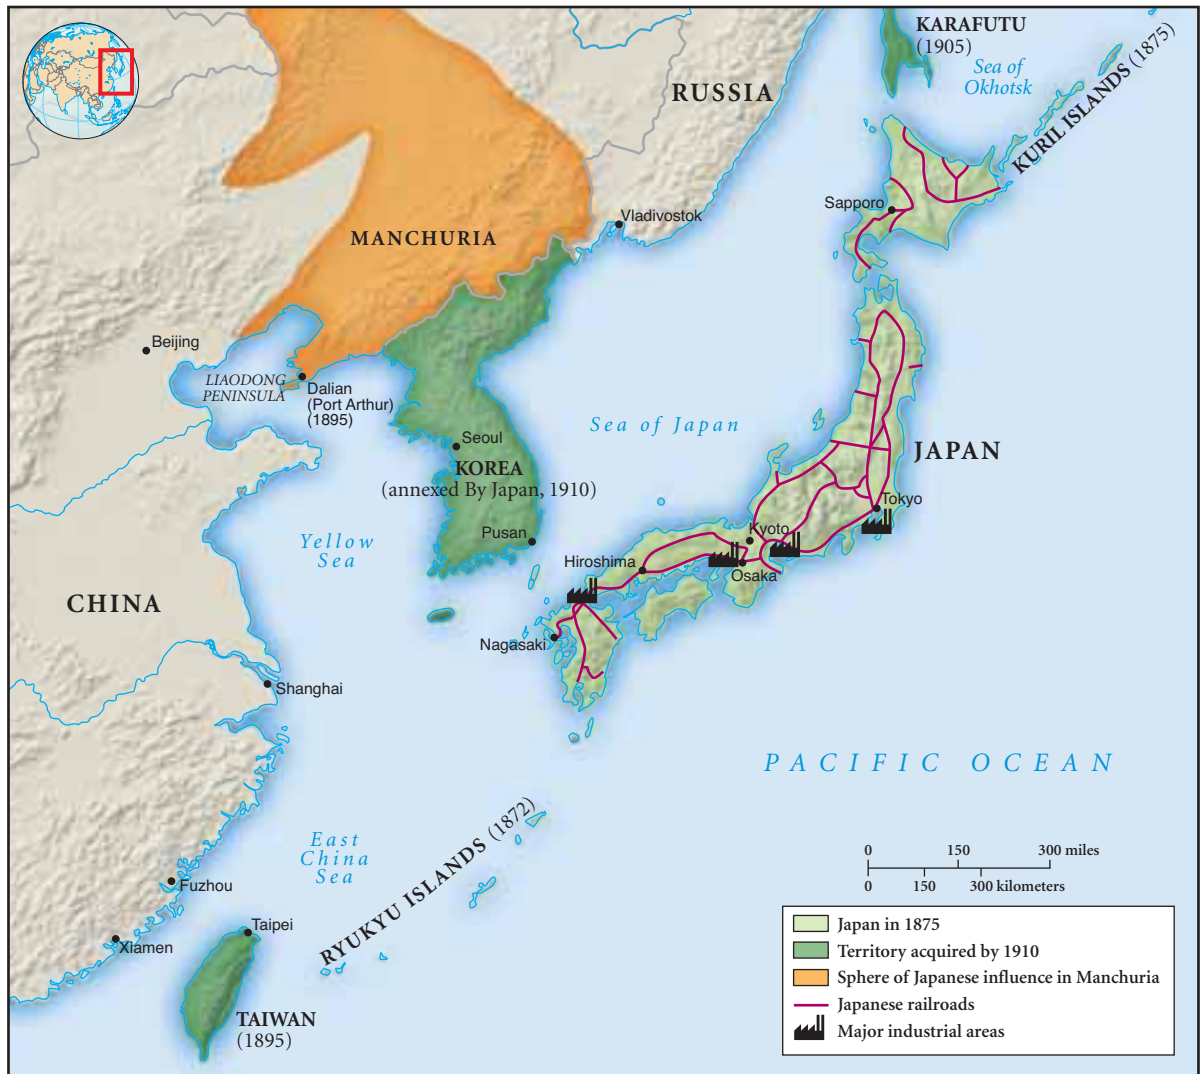 KARAFUTU
(1905)
Sea of
Okhotsk
KURIL ISLANDS (1875)
RUSSIA
Sapporo
Vladivostok
MANCHURIA
Beijing
LIAODONG
PENINSULA
Dalian
(Port Arthur)
(1895)
Sea of Japan
Seoul
KOREA
(annexed By Japan, 1910)
JAPAN
Tokyo
Pusan
Kyoto
Yellow
Sea
Hiroshima
Osaka
CHINA
Nagasaki
Shanghai
PACIFIC OCEAN
RYUKYU ISLANDS (1872)
East
China
Sea
Fuzhou
Taipei
Xiamen
TAIWAN
(1895)
0 150 300 miles
0 150 300 kilometers
Japan in 1875
Territory acquired by 1910
Sphere of Japanese influence in Manchuria
Japanese railroads
Major industrial areas